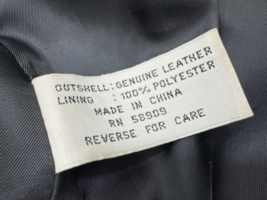 OUTSHELL:GENUINE LEATHER
LINING :100% POLYESTER
MADE IN CHINA
RN 58909
REVERSE FOR CARE